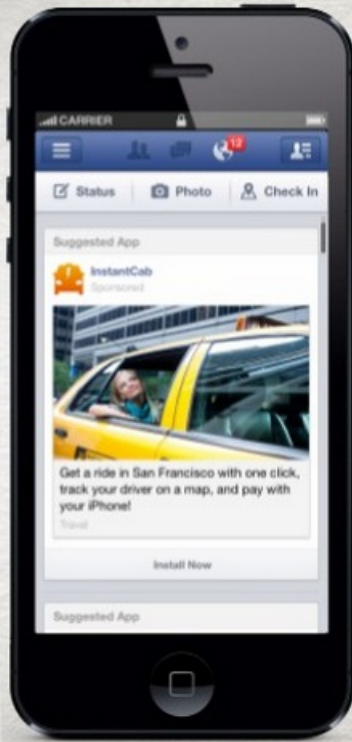 CARRIER
12
Status Photo Check In
Suggested App
InstantCab
Sponsored
Get a ride in San Francisco with one click,
track your driver on a map, and pay with
your iPhone!
Travel
Install Now
Suggested App